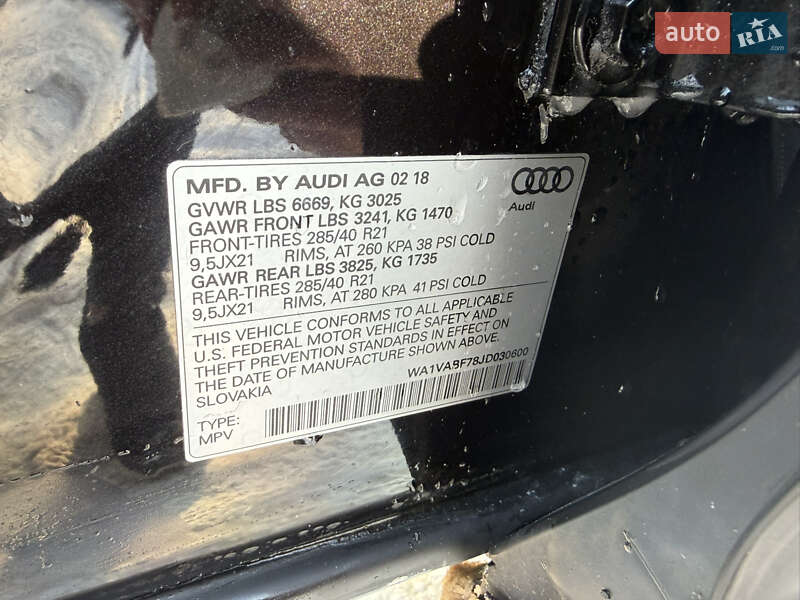 auto RIA.com
MFD. BY AUDI AG 02 18
GVWR LBS 6669, KG 3025
GAWR FRONT LBS 3241, KG 1470
FRONT-TIRES 285/40 R21
9,5JX21 RIMS, AT 260 KPA 38 PSI COLD
GAWR REAR LBS 3825, KG 1735
REAR-TIRES 285/40 R21
9,5JX21 RIMS, AT 280 KPA 41 PSI COLD
Audi
THIS VEHICLE CONFORMS TO ALL APPLICABLE
U.S. FEDERAL MOTOR VEHICLE SAFETY AND
THEFT PREVENTION STANDARDS IN EFFECT ON
THE DATE OF MANUFACTURE SHOWN ABOVE.
SLOVAKIA
WA1VABF78JD030600
TYPE:
MPV